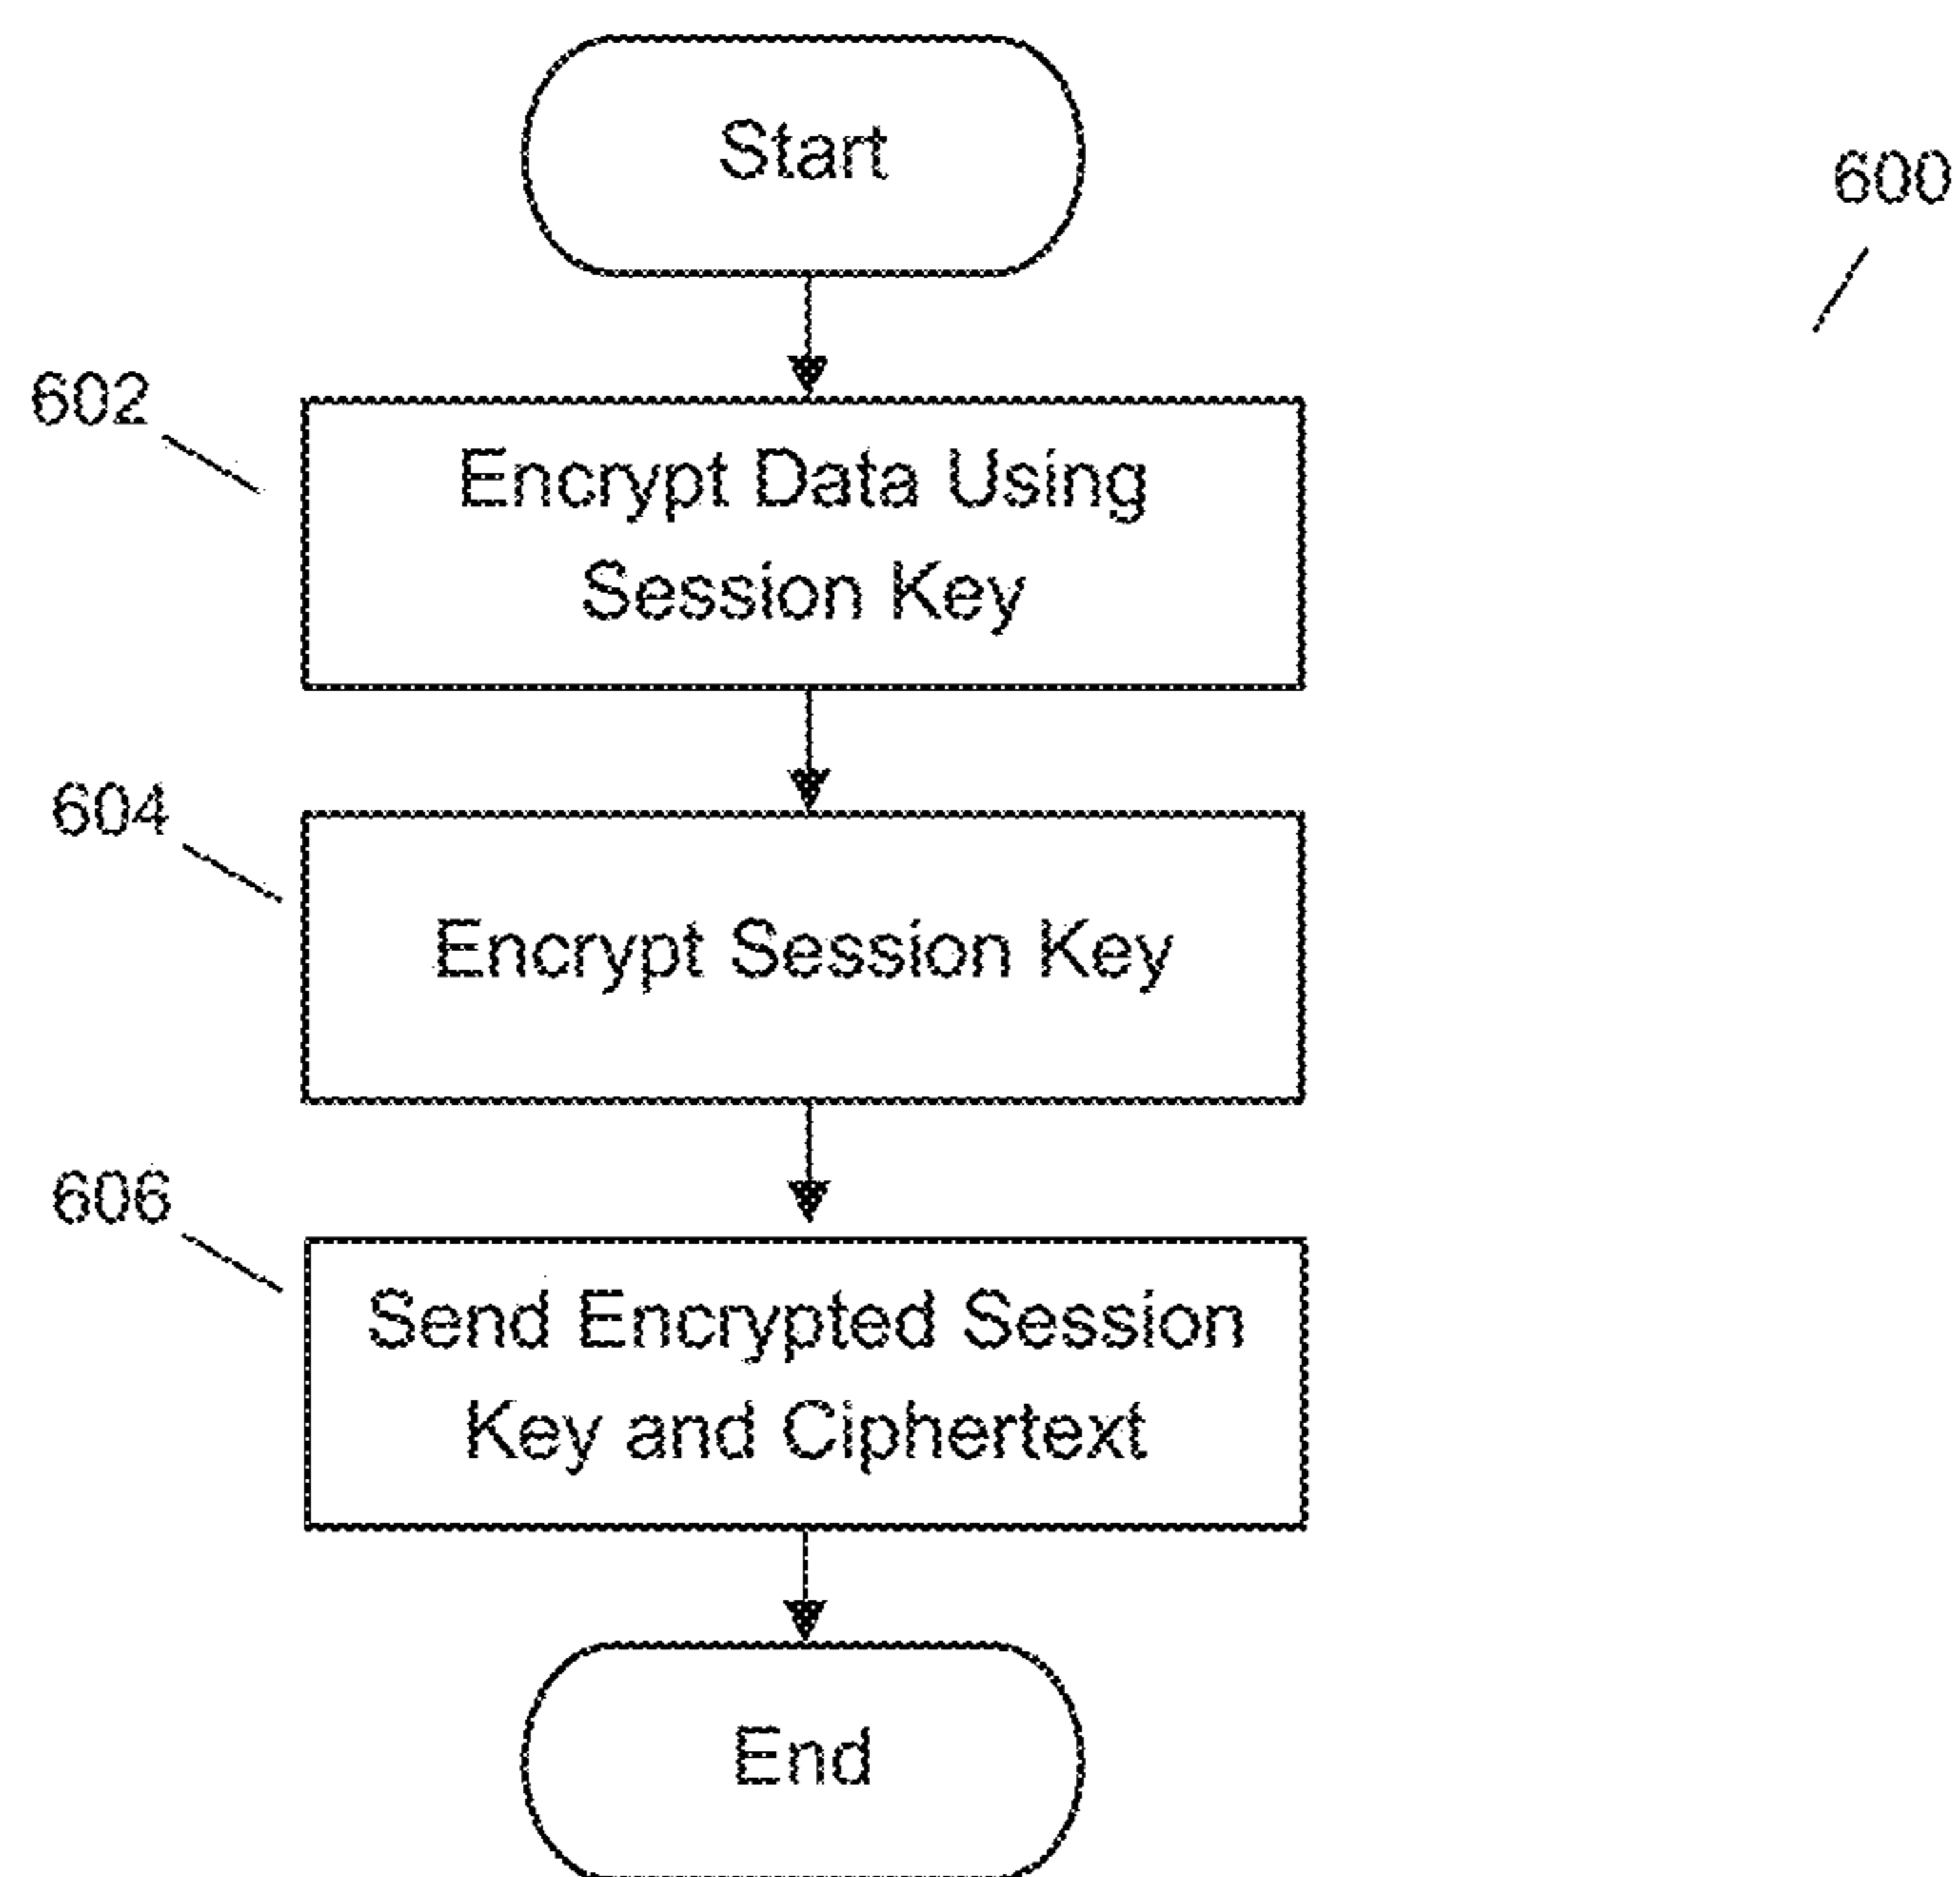 Start
600
602
Encrypt Data Using
Session Key
604
Encrypt Session Key
606
Send Encrypted Session
Key and Ciphertext
End